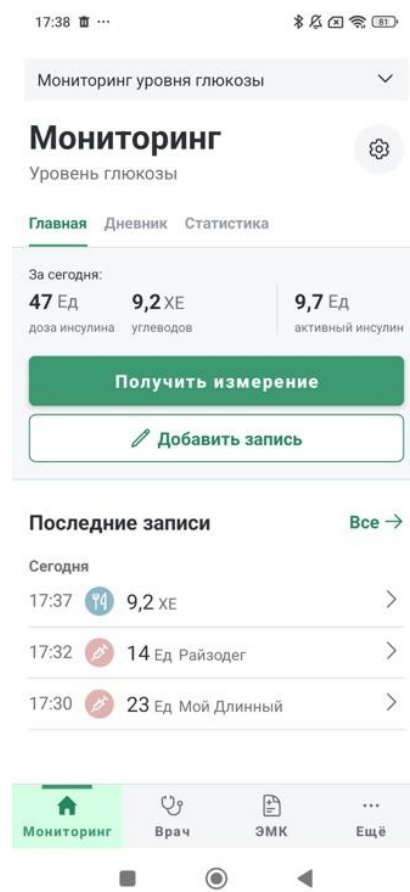 17:38 ...
81
Мониторинг уровня глюкозы
Мониторинг
Уровень глюкозы
Главная Дневник Статистика
За сегодня:
47 Ед 9,2 ХЕ 9,7 Ед
доза инсулина углеводов активный инсулин
Получить измерение
Добавить запись
Последние записи Все →
Сегодня
17:37 9,2 ХЕ
17:32 14 Ед Райзодег
17:30 23 Ед Мой Длинный
Мониторинг Врач ЭМК Ещё